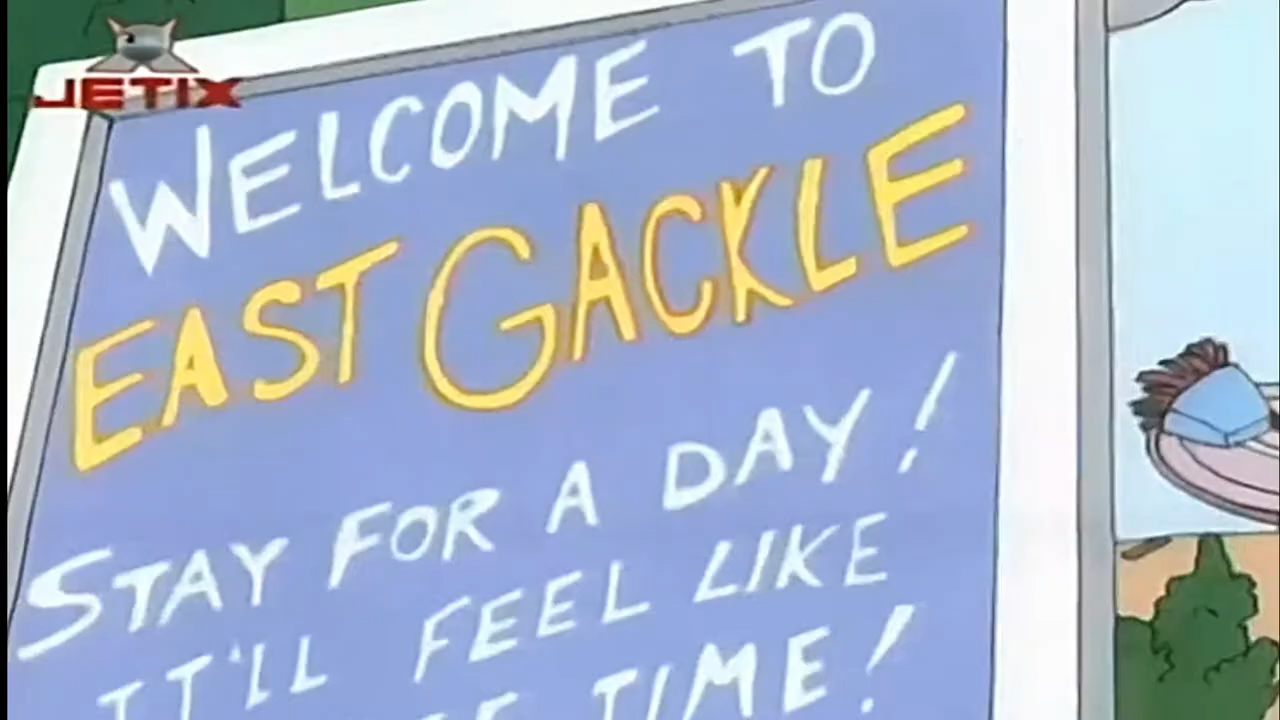 JETIX
WELCOME TO
EAST GACKLE
STAY FOR A DAY!
IT'LL FEEL LIKE
TIME!